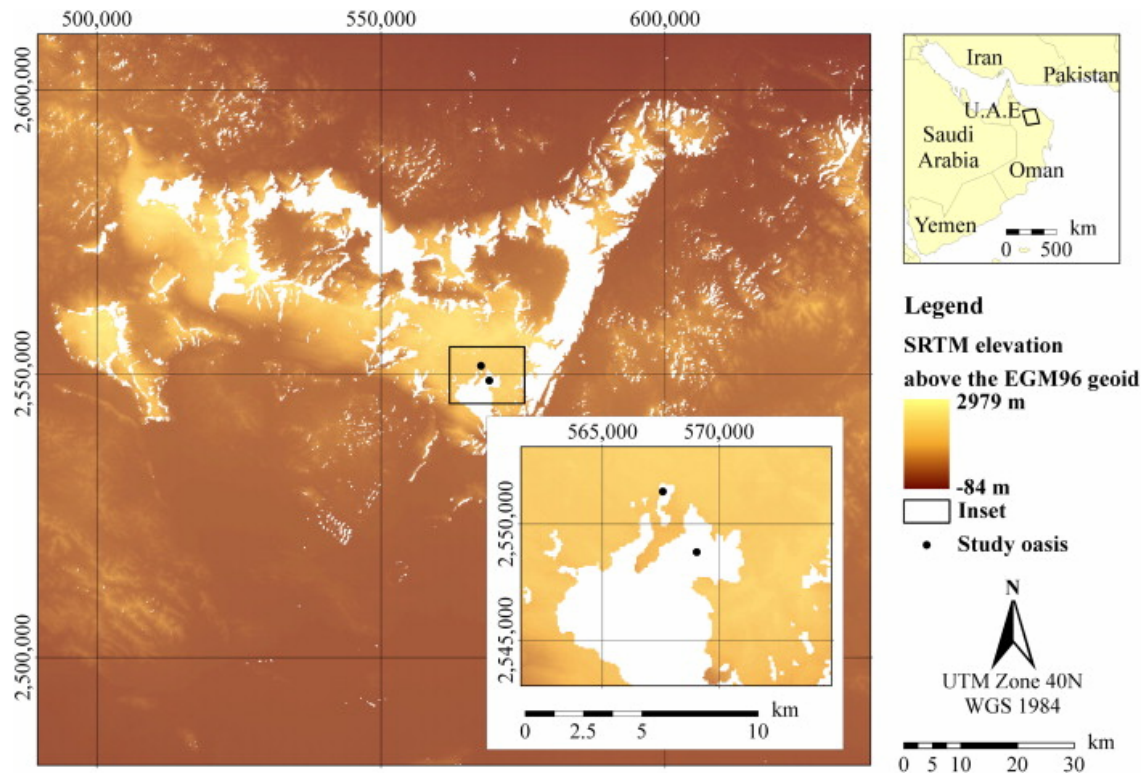 500,000
550,000
600,000
2,600,000
2,550,000
2,500,000
565,000
570,000
2,550,000
2,545,000
km
0
2.5
5
10
Iran
Pakistan
U.A.E
Saudi
Arabia
Oman
Yemen
km
0
500
Legend
SRTM elevation
above the EGM96 geoid
2979 m
-84 m
Inset
Study oasis
N
UTM Zone 40N
WGS 1984
km
0
5
10
20
30